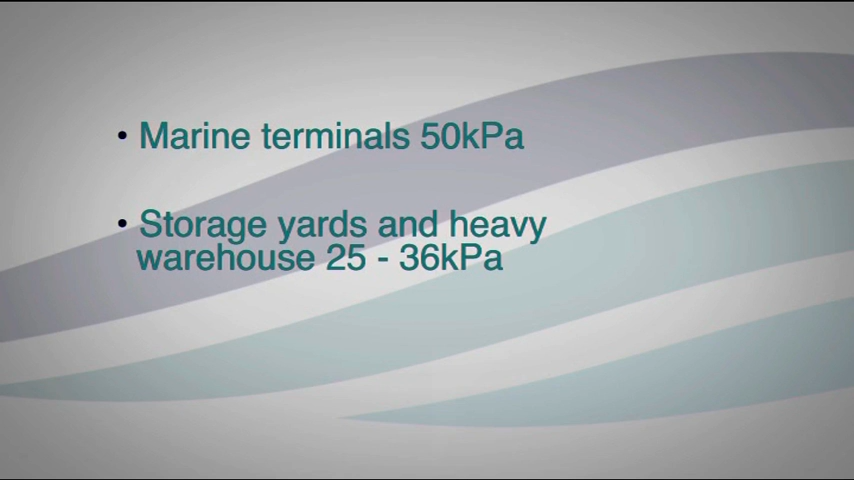 • Marine terminals 50kPa
• Storage yards and heavy
warehouse 25 - 36kPa